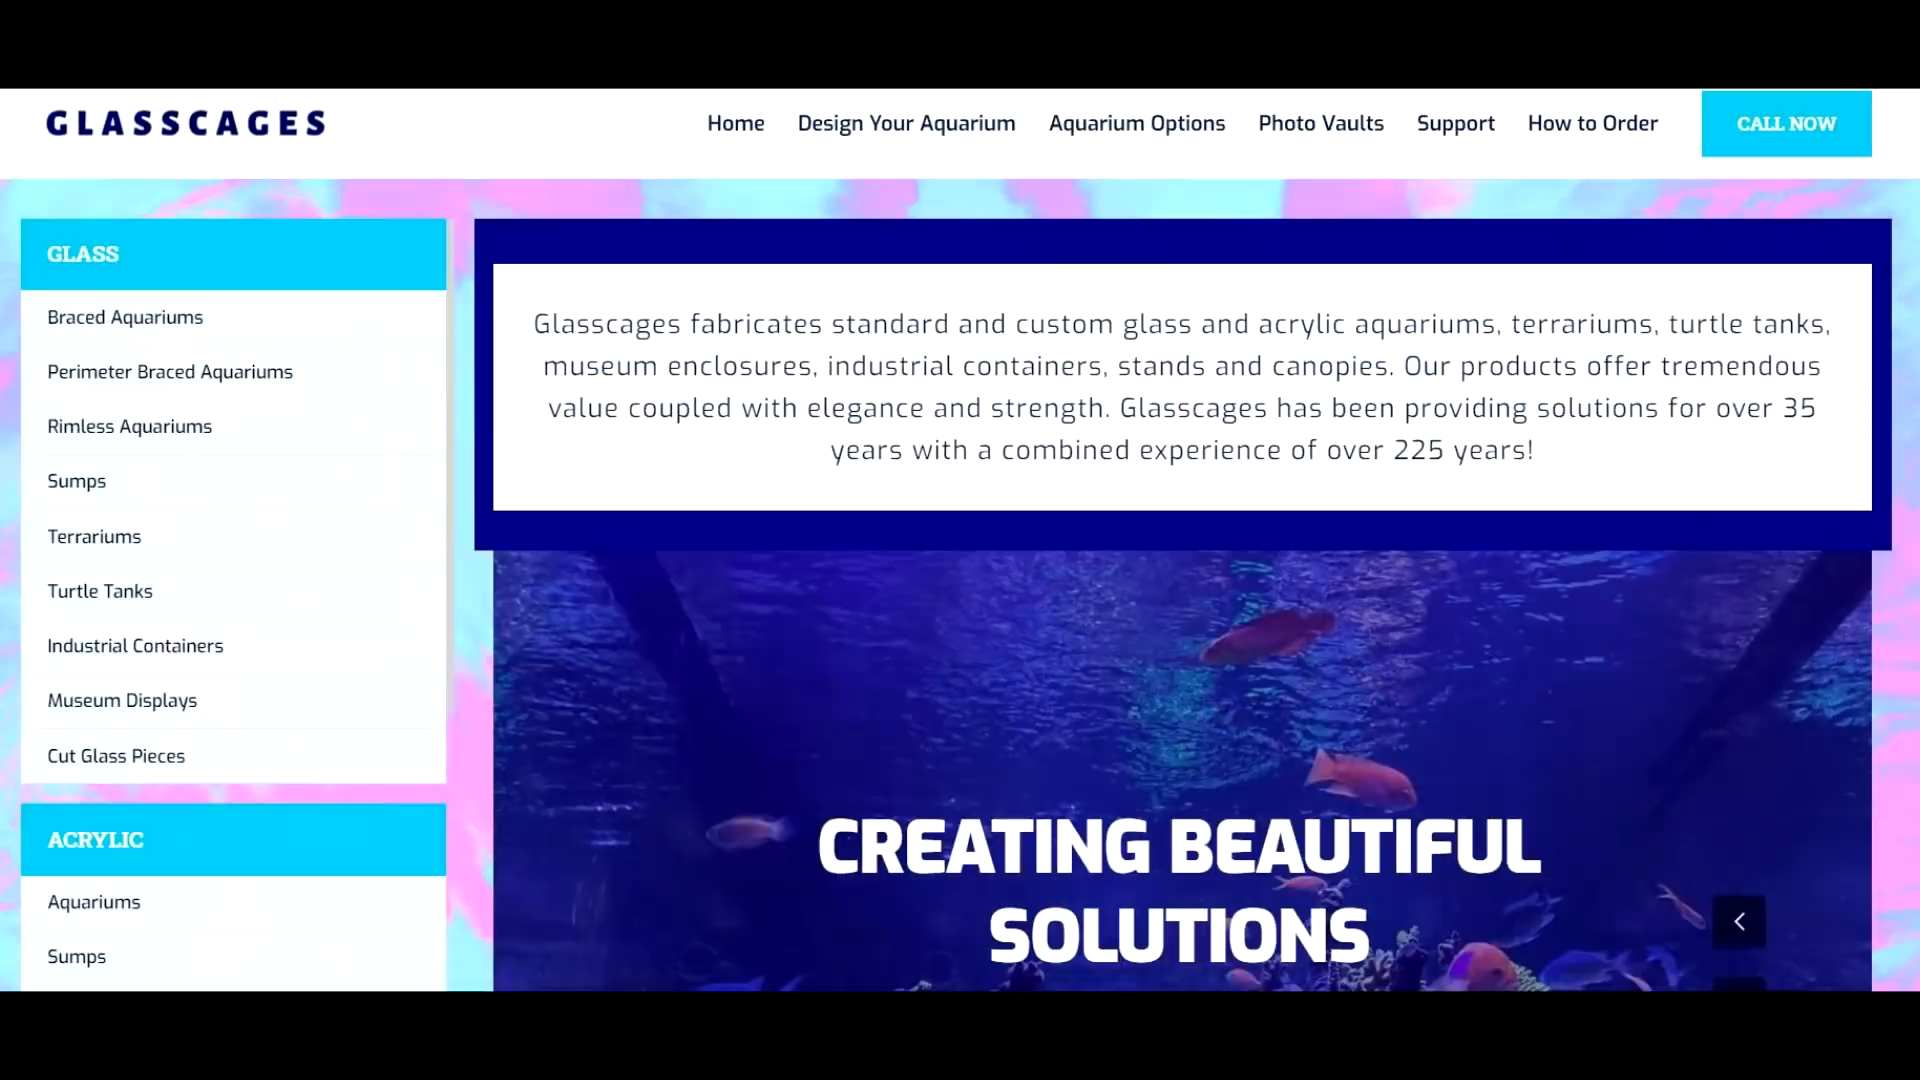 GLASSCAGES
Home Design Your Aquarium Aquarium Options Photo Vaults Support How to Order CALL NOW
GLASS
Braced Aquariums
Perimeter Braced Aquariums
Rimless Aquariums
Sumps
Terrariums
Turtle Tanks
Industrial Containers
Museum Displays
Cut Glass Pieces
ACRYLIC
Aquariums
Sumps
Glasscages fabricates standard and custom glass and acrylic aquariums, terrariums, turtle tanks,
museum enclosures, industrial containers, stands and canopies. Our products offer tremendous
value coupled with elegance and strength. Glasscages has been providing solutions for over 35
years with a combined experience of over 225 years!
CREATING BEAUTIFUL
SOLUTIONS